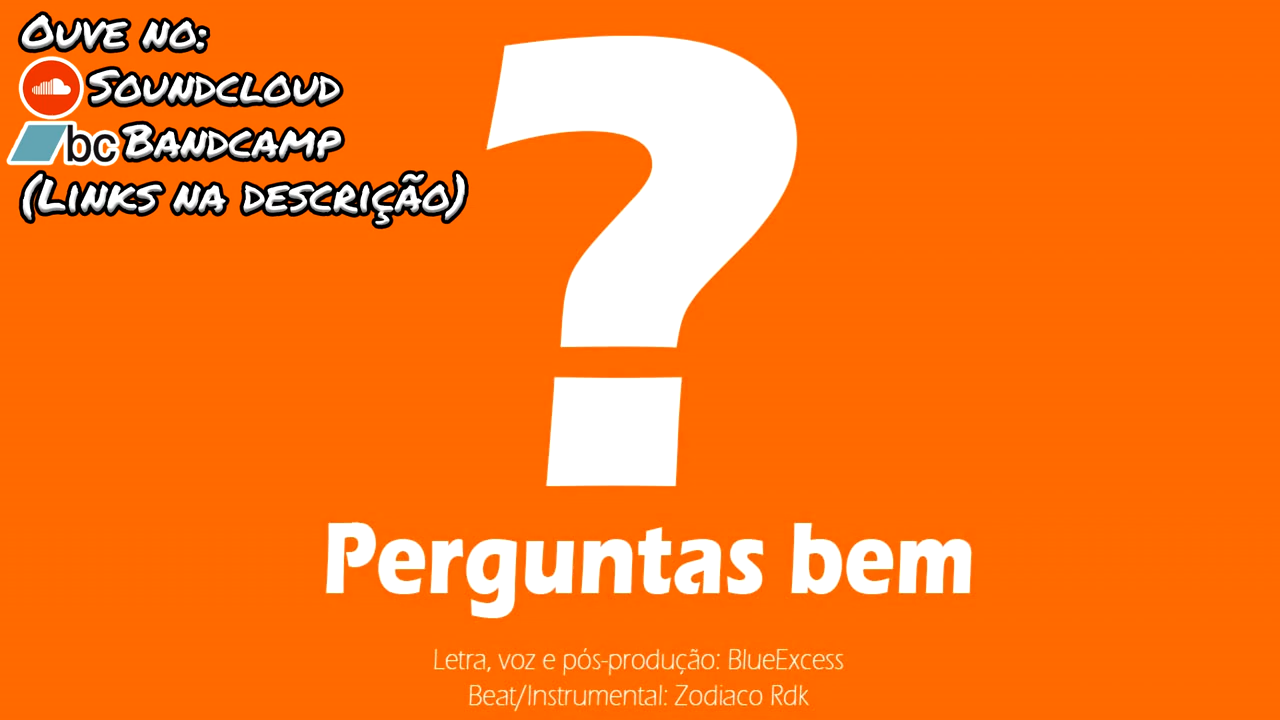 Ouve no:
Soundcloud
bc Bandcamp
(Links na descrição)
?
Perguntas bem
Letra, voz e pós-produção: BlueExcess
Beat/Instrumental: Zodiaco Rdk